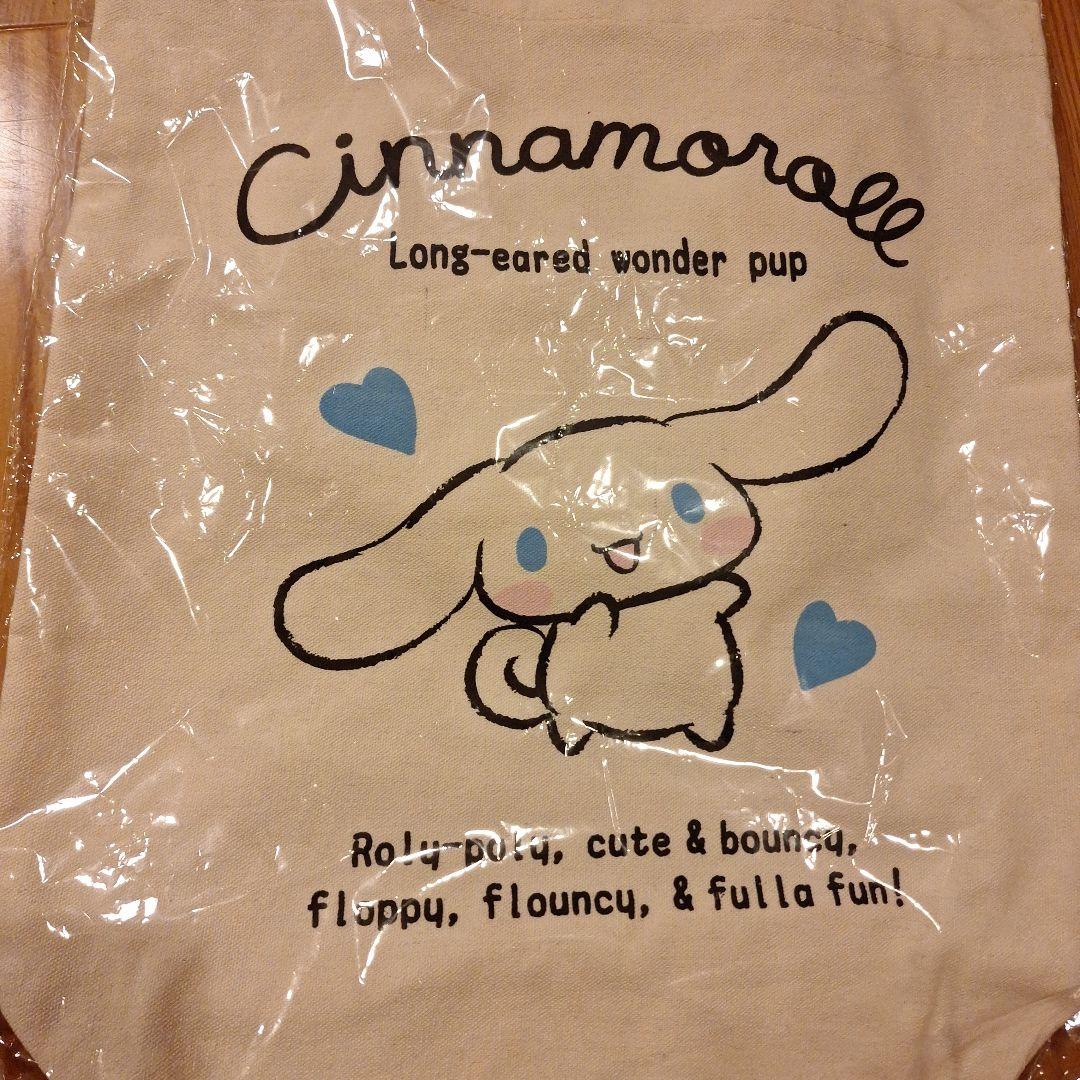 Cinnamoroll
Long-eared wonder pup
Roly-poly, cute & bouncy,
floppy, flouncy, & fulla fun!